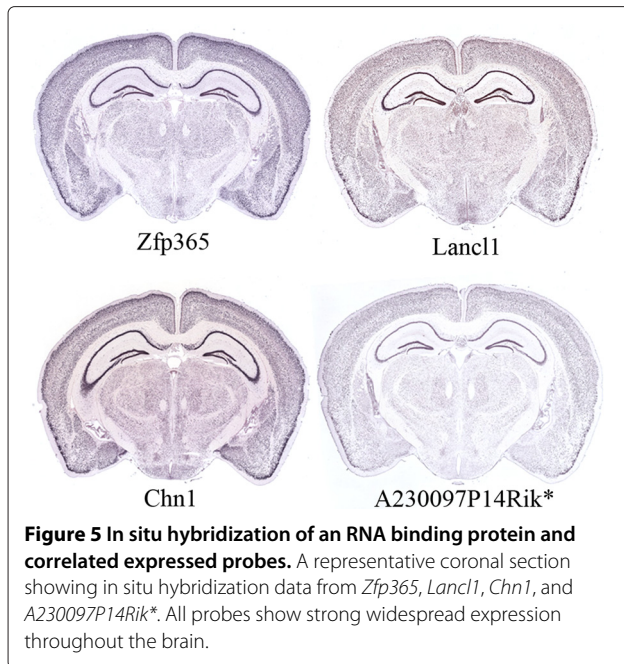 Zfp365
Lancl1
Chn1
A230097P14Rik*
Figure 5 In situ hybridization of an RNA binding protein and
correlated expressed probes. A representative coronal section
showing in situ hybridization data from Zfp365, Lancl1, Chn1, and
A230097P14Rik*. All probes show strong widespread expression
throughout the brain.